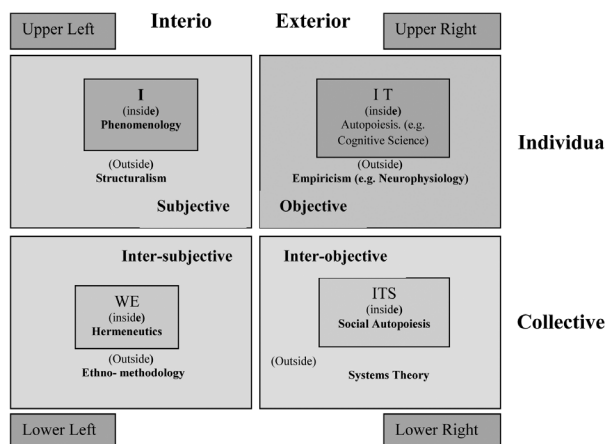 Upper Left
Interio
Exterior
Upper Right
I
(inside)
Phenomenology
(Outside)
Structuralism
Subjective
I T
(inside)
Autopoiesis. (e.g.
Cognitive Science)
(Outside)
Empiricism (e.g. Neurophysiology)
Objective
Individua
Inter-subjective
WE
(inside)
Hermeneutics
(Outside)
Ethno- methodology
Inter-objective
ITS
(inside)
Social Autopoiesis
(Outside)
Systems Theory
Collective
Lower Left
Lower Right